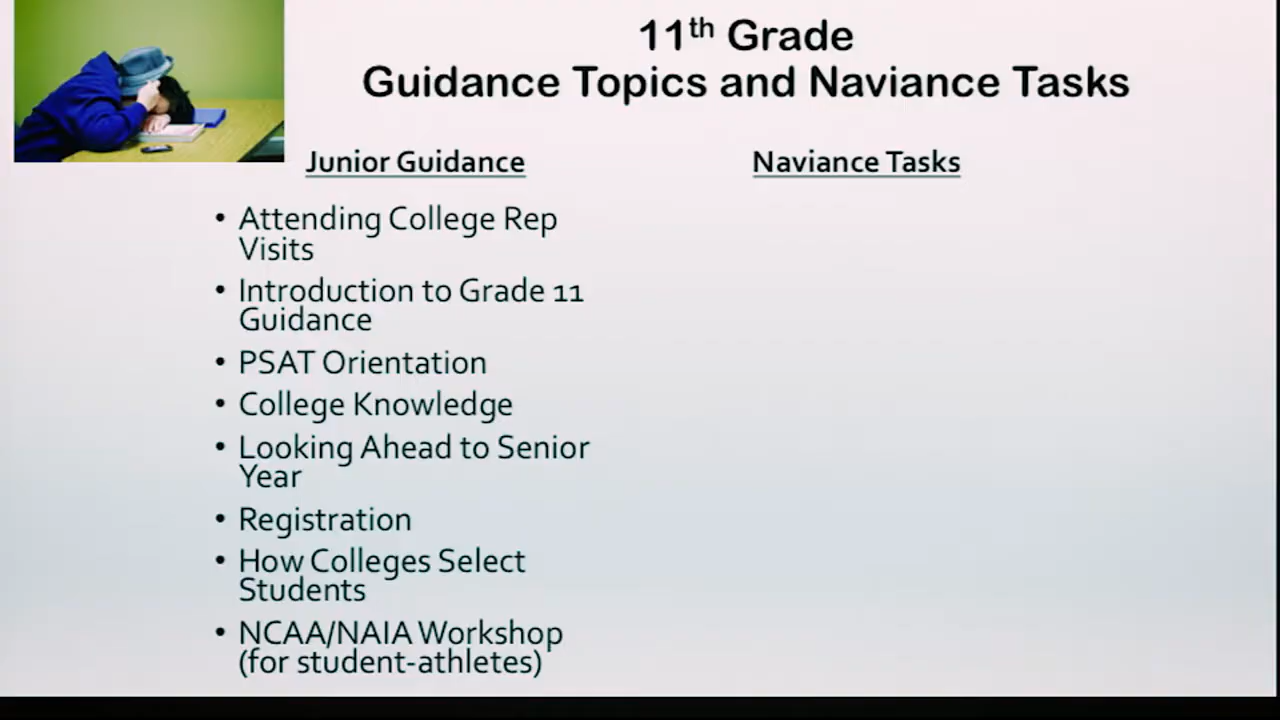 11th Grade
Guidance Topics and Naviance Tasks
Junior Guidance
• Attending College Rep
Visits
• Introduction to Grade 11
Guidance
• PSAT Orientation
• College Knowledge
• Looking Ahead to Senior
Year
• Registration
• How Colleges Select
Students
• NCAA/NAIA Workshop
(for student-athletes)
Naviance Tasks